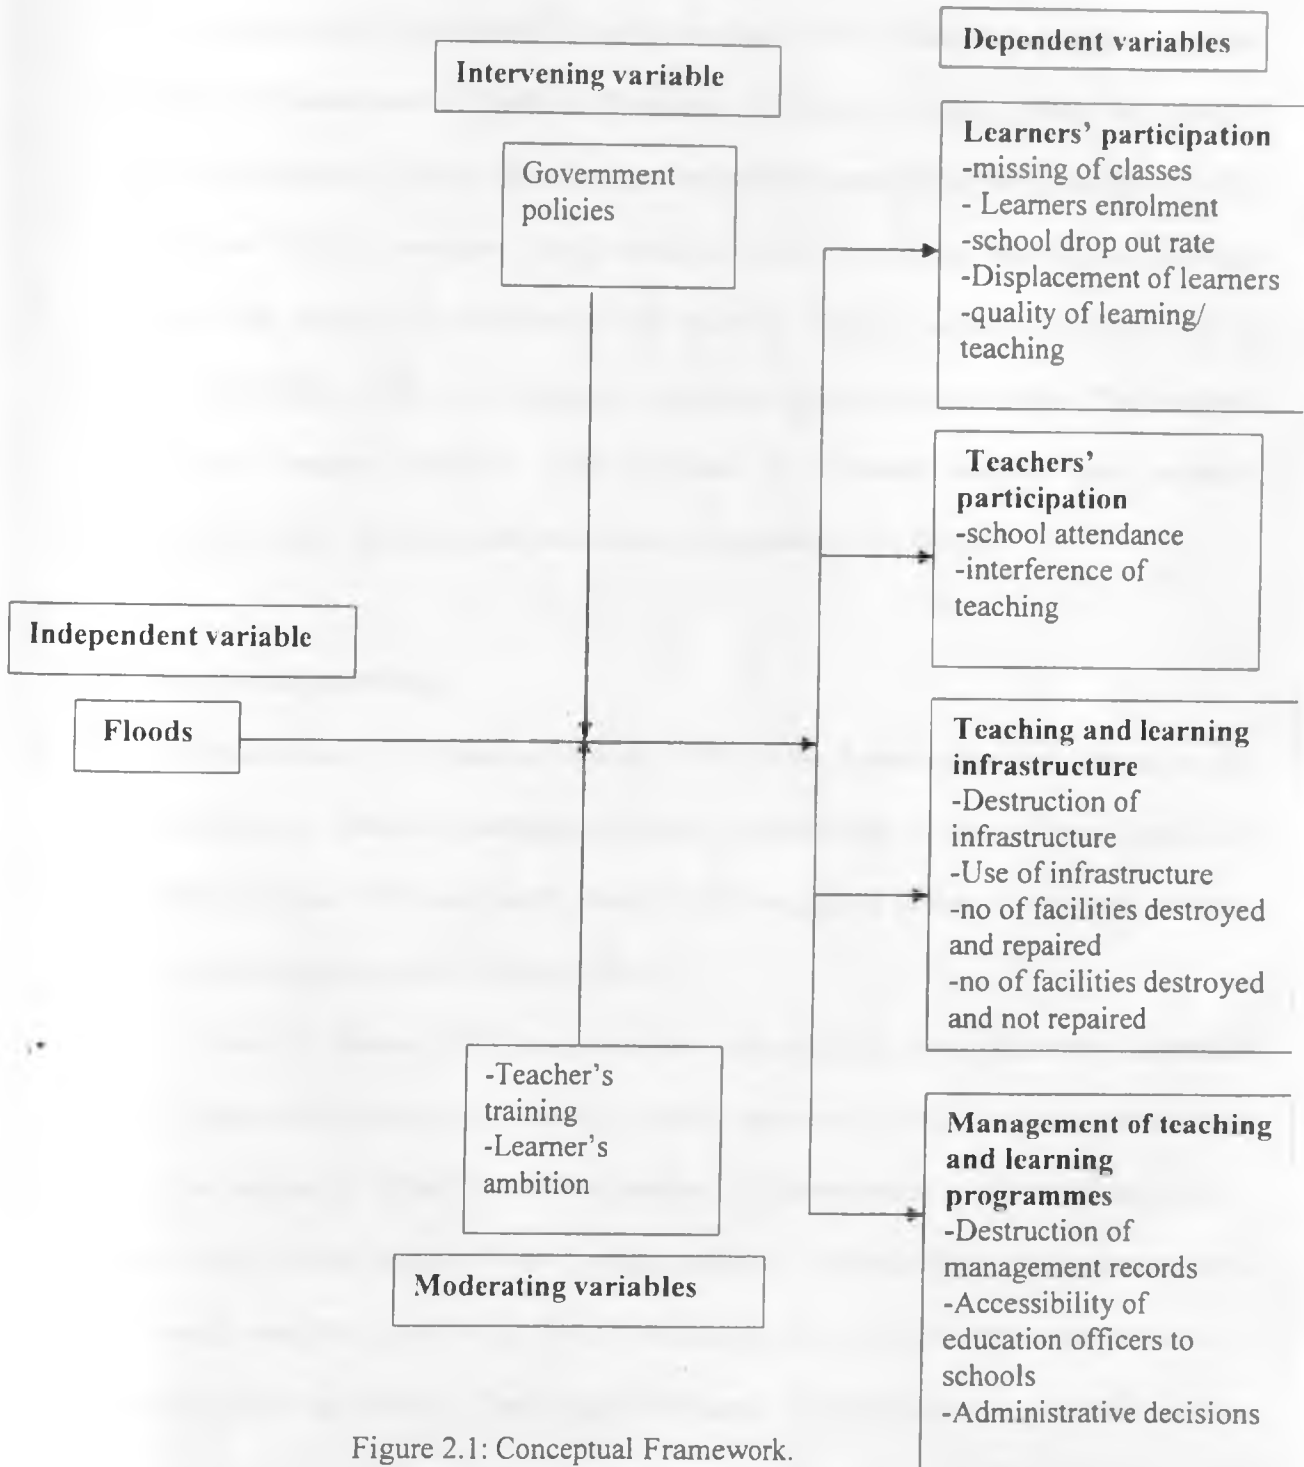 Dependent variables
Intervening variable
Learners' participation
-missing of classes
- Learners enrolment
-school drop out rate
-Displacement of learners
-quality of learning/
teaching
Government
policies
Teachers'
participation
-school attendance
-interference of
teaching
Independent variable
Floods
Teaching and learning
infrastructure
-Destruction of
infrastructure
-Use of infrastructure
-no of facilities destroyed
and repaired
-no of facilities destroyed
and not repaired
-Teacher's
training
-Learner's
ambition
Moderating variables
Management of teaching
and learning
programmes
-Destruction of
management records
-Accessibility of
education officers to
schools
-Administrative decisions
Figure 2.1: Conceptual Framework.